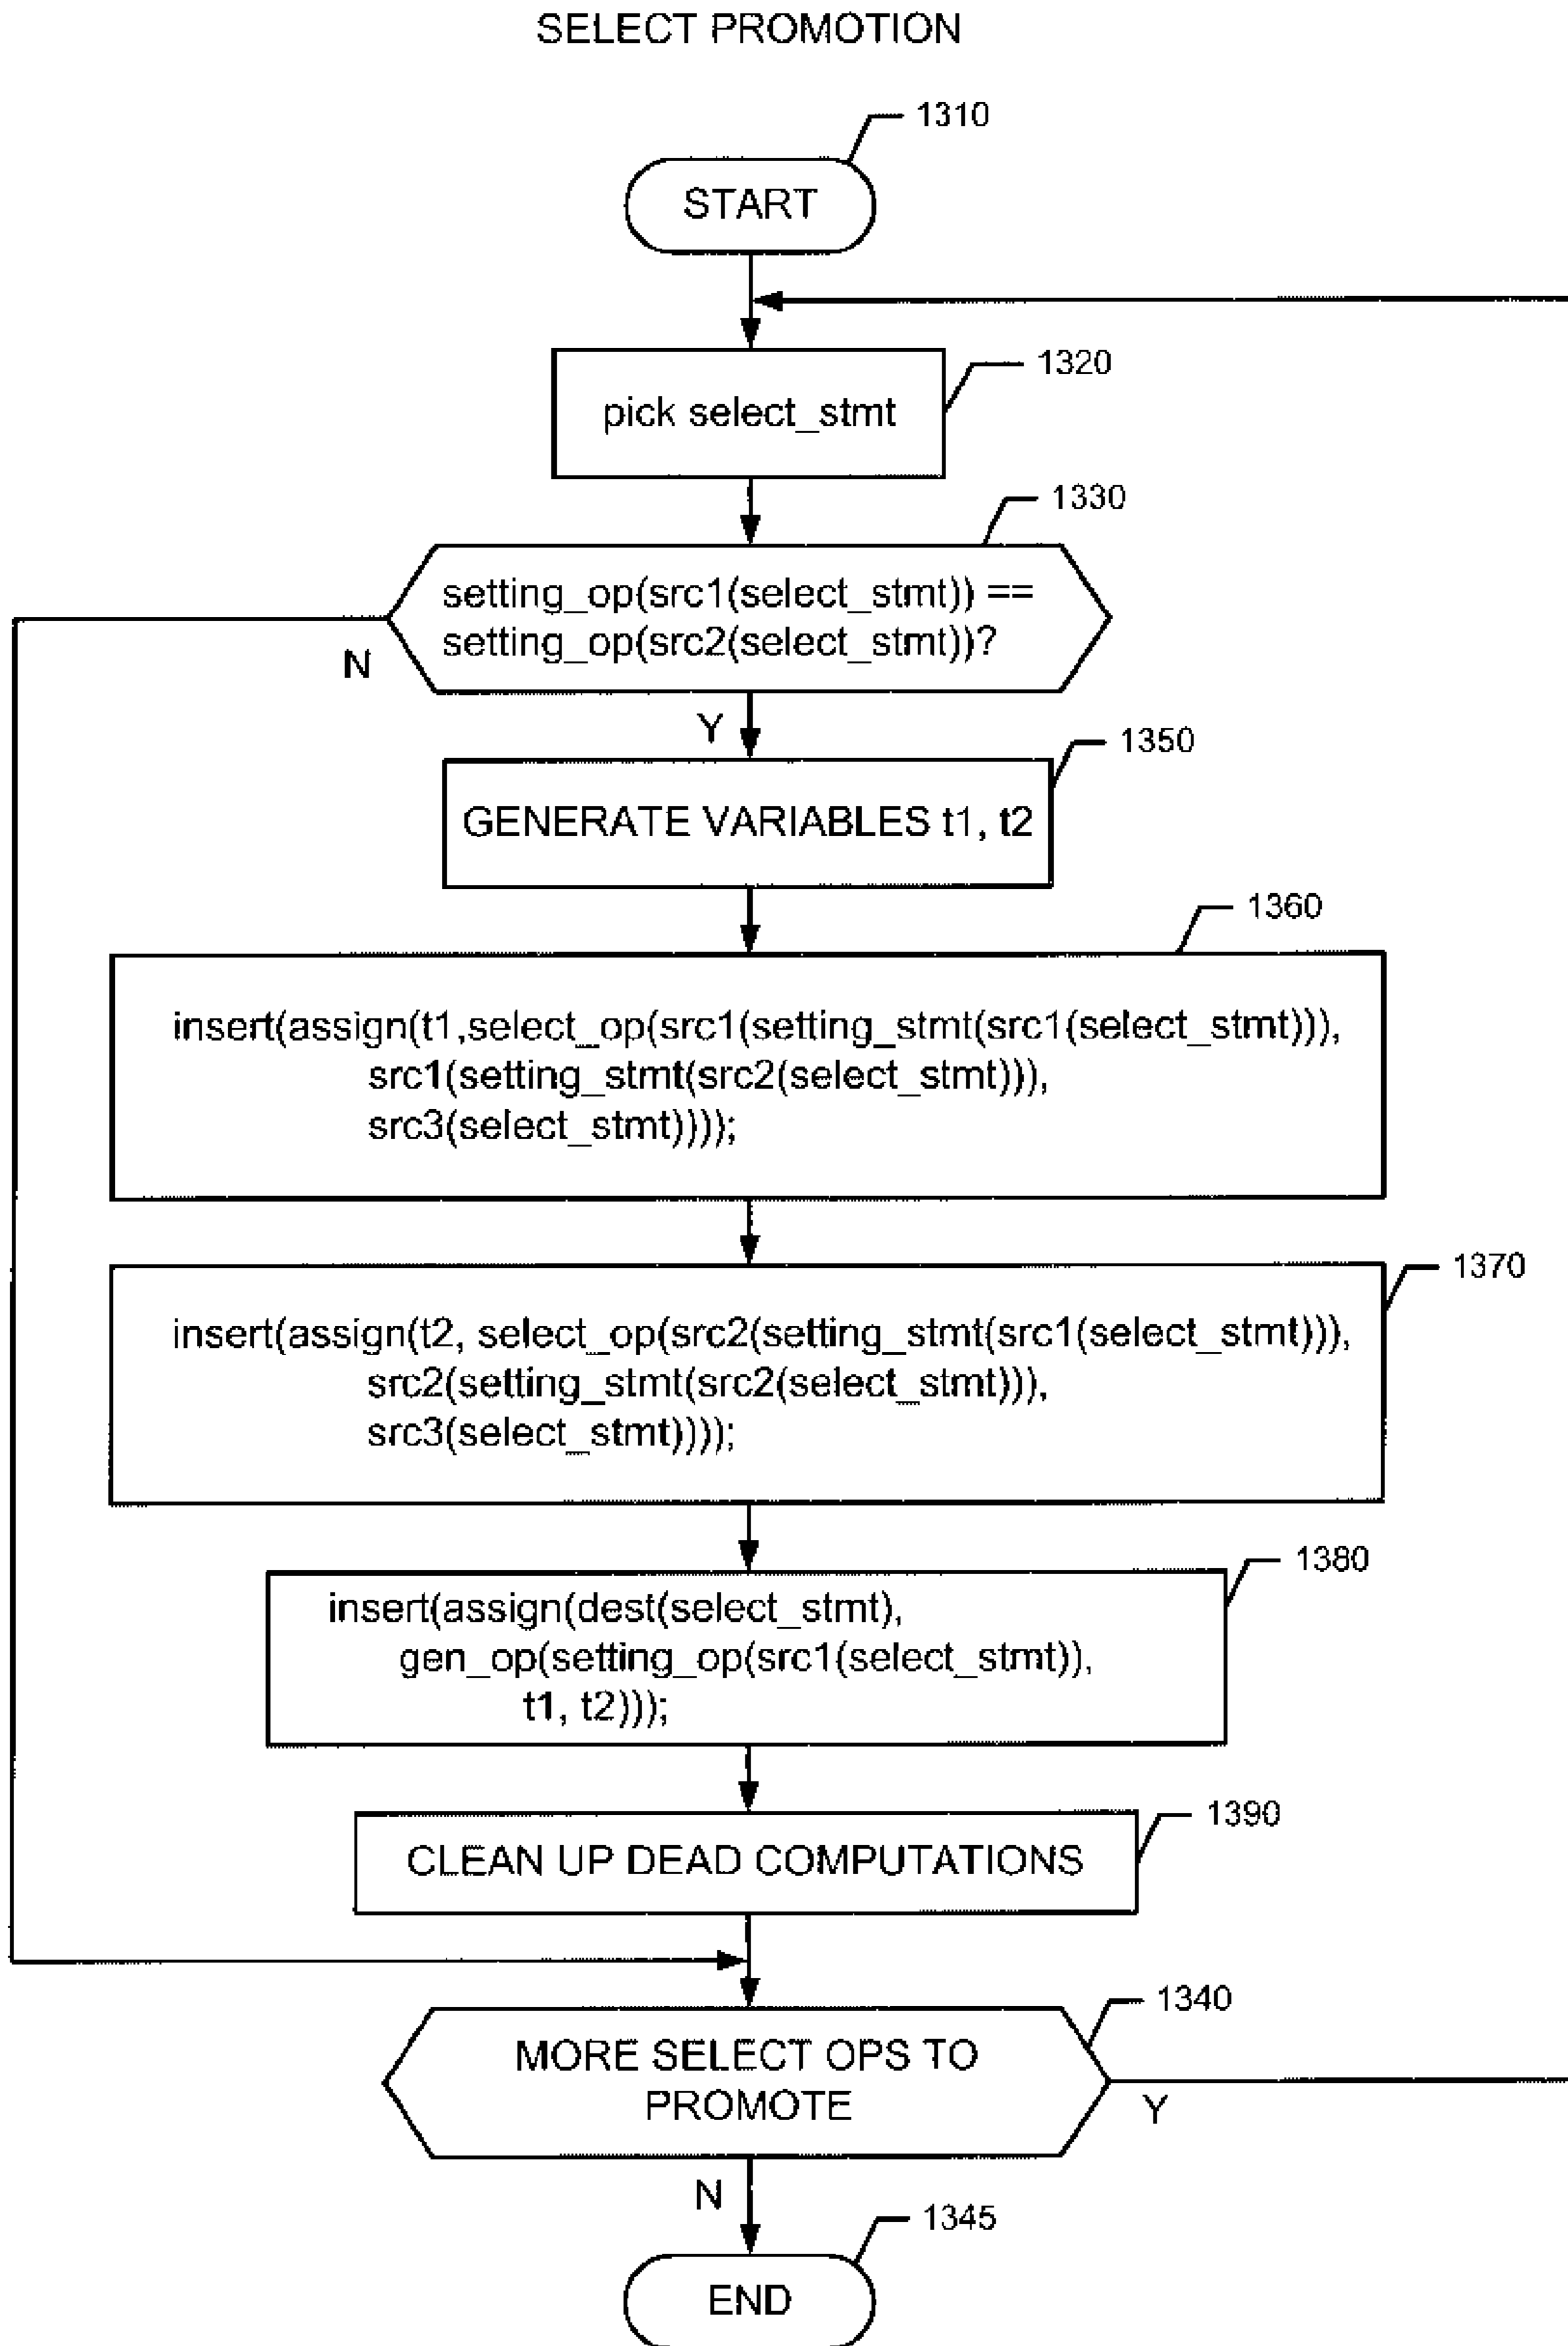 SELECT PROMOTION
1310
START
1320
pick select_stmt
1330
setting_op(src1(select_stmt)) ==
setting_op(src2(select_stmt))?
N
Y
1350
GENERATE VARIABLES t1, t2
1360
insert(assign(t1,select_op(src1(setting_stmt(src1(select_stmt))),
src1(setting_stmt(src2(select_stmt))),
src3(select_stmt))));
1370
insert(assign(t2, select_op(src2(setting_stmt(src1(select_stmt))),
src2(setting_stmt(src2(select_stmt))),
src3(select_stmt))));
1380
insert(assign(dest(select_stmt),
gen_op(setting_op(src1(select_stmt)),
t1, t2)));
1390
CLEAN UP DEAD COMPUTATIONS
1340
MORE SELECT OPS TO
PROMOTE
Y
N
1345
END